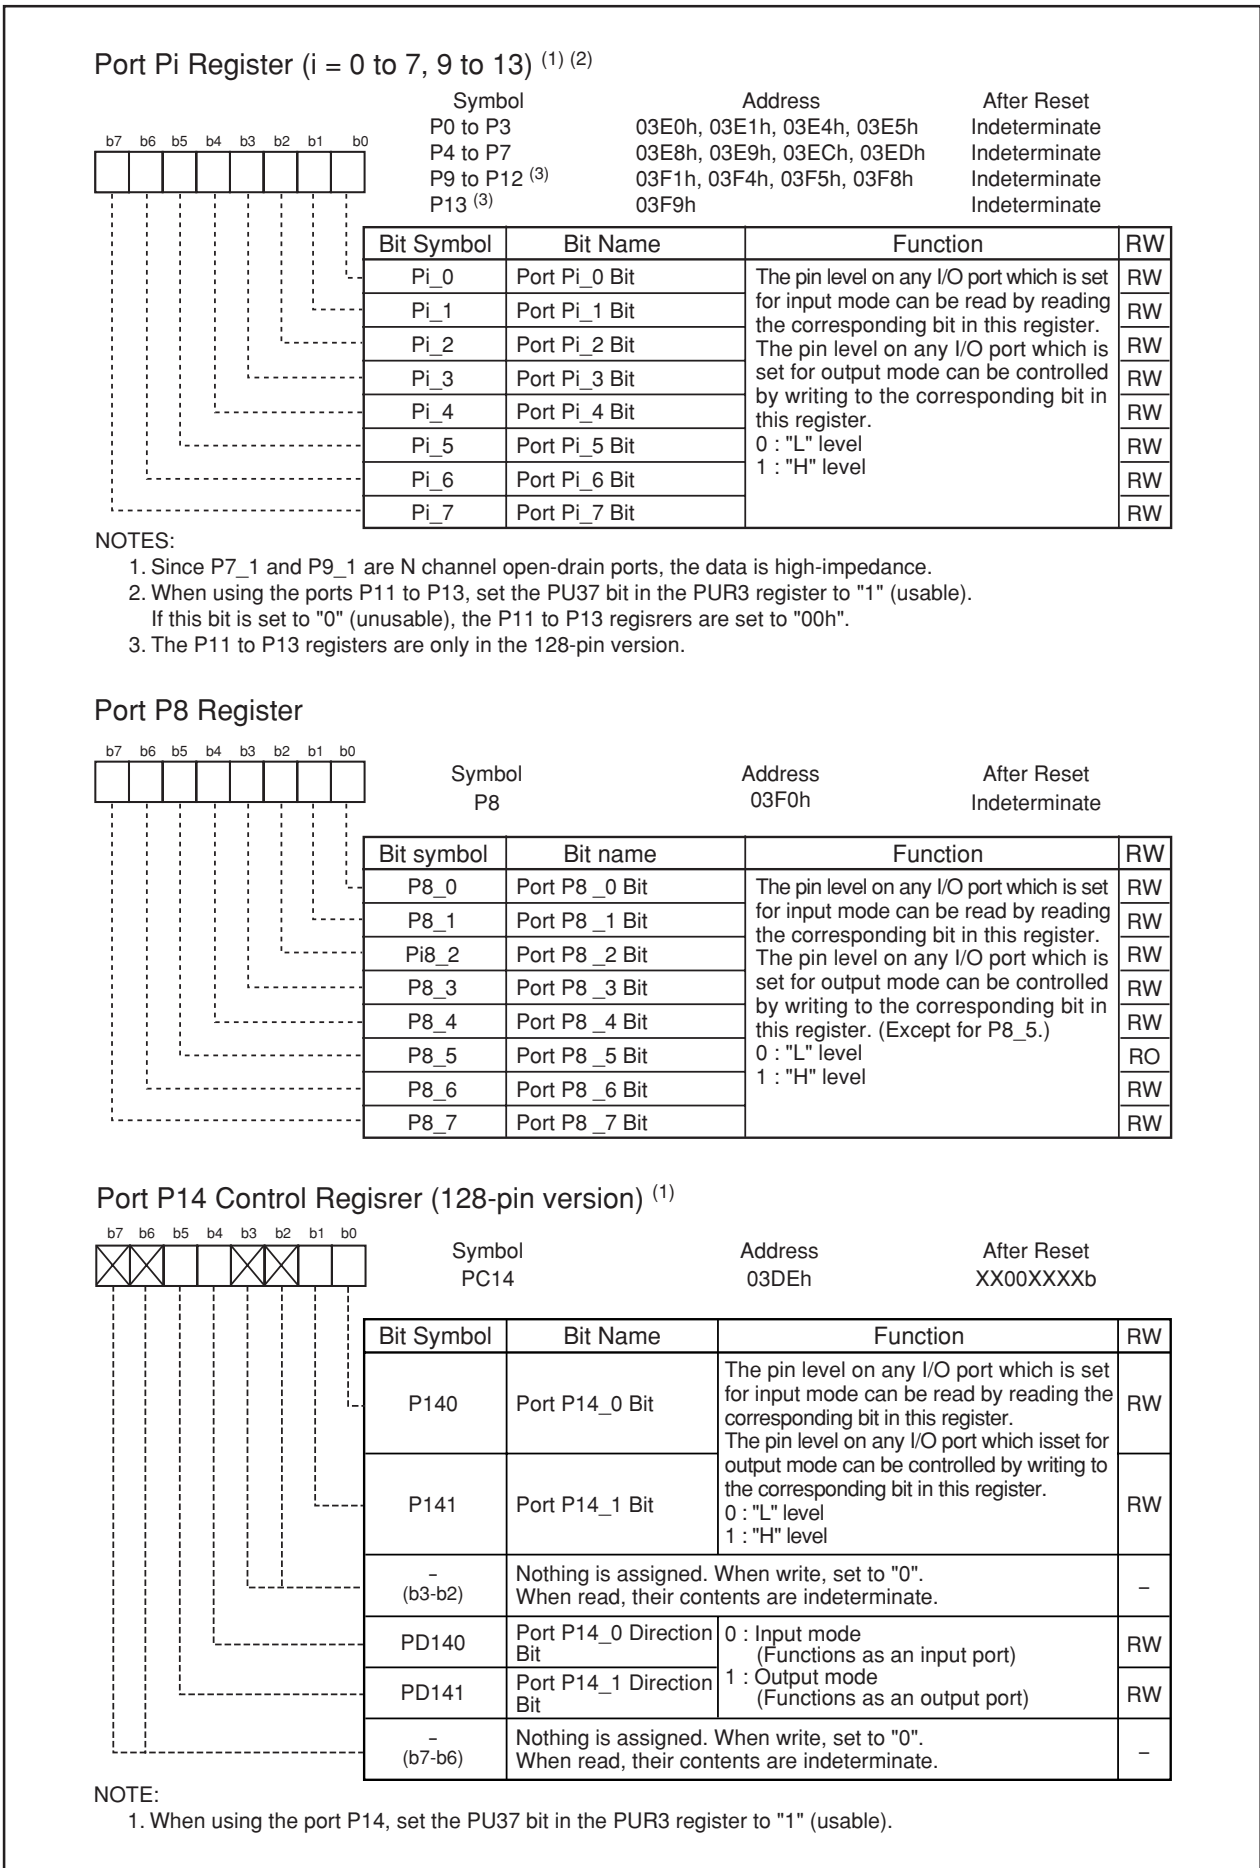 Port Pi Register (i = 0 to 7, 9 to 13) (1) (2)
Symbol Address After Reset
P0 to P3 03E0h, 03E1h, 03E4h, 03E5h Indeterminate
b7 b6 b5 b4 b3 b2 b1 b0
P4 to P7 03E8h, 03E9h, 03ECh, 03EDh Indeterminate
P9 to P12 (3) 03F1h, 03F4h, 03F5h, 03F8h Indeterminate
P13 (3) 03F9h Indeterminate
Bit Symbol Bit Name Function RW
Pi_0 Port Pi_0 Bit The pin level on any I/O port which is set RW
Pi_1 Port Pi_1 Bit for input mode can be read by reading RW
the corresponding bit in this register.
Pi_2 Port Pi_2 Bit The pin level on any I/O port which is RW
Pi_3 Port Pi_3 Bit set for output mode can be controlled RW
by writing to the corresponding bit in
Pi_4 Port Pi_4 Bit this register. RW
Pi_5 Port Pi_5 Bit 0 : "L" level RW
1 : "H" level
Pi_6 Port Pi_6 Bit RW
Pi_7 Port Pi_7 Bit RW
NOTES:
1. Since P7_1 and P9_1 are N channel open-drain ports, the data is high-impedance.
2. When using the ports P11 to P13, set the PU37 bit in the PUR3 register to "1" (usable).
If this bit is set to "0" (unusable), the P11 to P13 regisrers are set to "00h".
3. The P11 to P13 registers are only in the 128-pin version.
Port P8 Register
b7 b6 b5 b4 b3 b2 b1 b0
Symbol Address After Reset
P8 03F0h Indeterminate
Bit symbol Bit name Function RW
P8_0 Port P8 _0 Bit The pin level on any I/O port which is set RW
P8_1 Port P8 _1 Bit for input mode can be read by reading RW
the corresponding bit in this register.
Pi8_2 Port P8 _2 Bit The pin level on any I/O port which is RW
P8_3 Port P8 _3 Bit set for output mode can be controlled RW
by writing to the corresponding bit in
P8_4 Port P8 _4 Bit this register. (Except for P8_5.) RW
P8_5 Port P8 _5 Bit 0 : "L" level RO
1 : "H" level
P8_6 Port P8 _6 Bit RW
P8_7 Port P8 _7 Bit RW
Port P14 Control Regisrer (128-pin version) (1)
b7 b6 b5 b4 b3 b2 b1 b0
Symbol Address After Reset
PC14 03DEh XX00XXXXb
Bit Symbol Bit Name Function RW
The pin level on any I/O port which is set
for input mode can be read by reading the
P140 Port P14_0 Bit corresponding bit in this register. RW
The pin level on any I/O port which isset for
output mode can be controlled by writing to
the corresponding bit in this register.
P141 Port P14_1 Bit 0 : "L" level RW
1 : "H" level
– Nothing is assigned. When write, set to "0". –
(b3-b2) When read, their contents are indeterminate.
PD140 Port P14_0 Direction 0 : Input mode RW
Bit (Functions as an input port)
PD141 Port P14_1 Direction 1 : Output mode RW
Bit (Functions as an output port)
– Nothing is assigned. When write, set to "0". –
(b7-b6) When read, their contents are indeterminate.
NOTE:
1. When using the port P14, set the PU37 bit in the PUR3 register to "1" (usable).